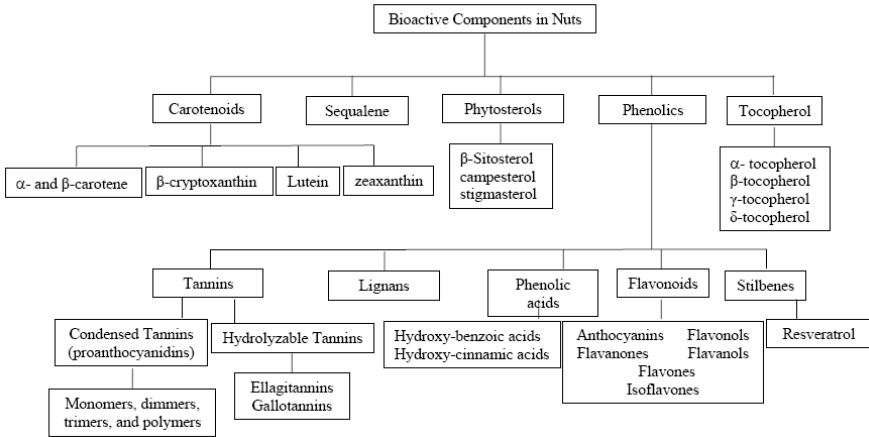 Bioactive Components in Nuts
Carotenoids
Sequalene
Phytosterols
Phenolics
Tocopherol
α- and β-carotene
β-cryptoxanthin
Lutein
zeaxanthin
β-Sitosterol
campesterol
stigmasterol
α- tocopherol
β-tocopherol
γ-tocopherol
δ-tocopherol
Tannins
Lignans
Phenolic
acids
Flavonoids
Stilbenes
Condensed Tannins
(proanthocyanidins)
Hydrolyzable Tannins
Hydroxy-benzoic acids
Hydroxy-cinnamic acids
Anthocyanins Flavonols
Flavanones Flavanols
Flavones
Isoflavones
Resveratrol
Monomers, dimmers,
trimers, and polymers
Ellagitannins
Gallotannins